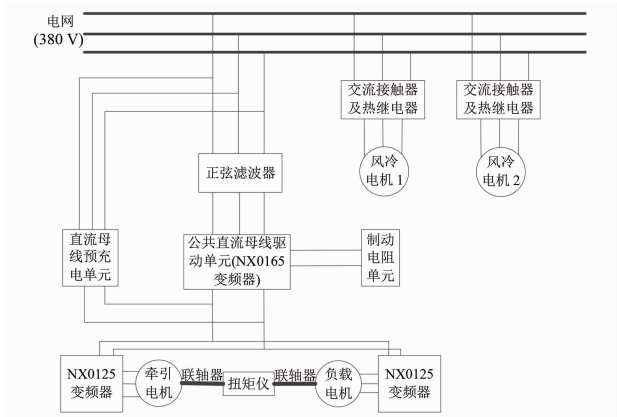 电网
(380 V)
交流接触器
及热继电器
交流接触器
及热继电器
风冷
电机 1
风冷
电机 2
正弦滤波器
直流母
线预充
电单元
公共直流母线驱
动单元(NX0165
变频器)
制动
电阻
单元
NX0125
变频器
牵引
电机
联轴器
扭矩仪
联轴器
负载
电机
NX0125
变频器